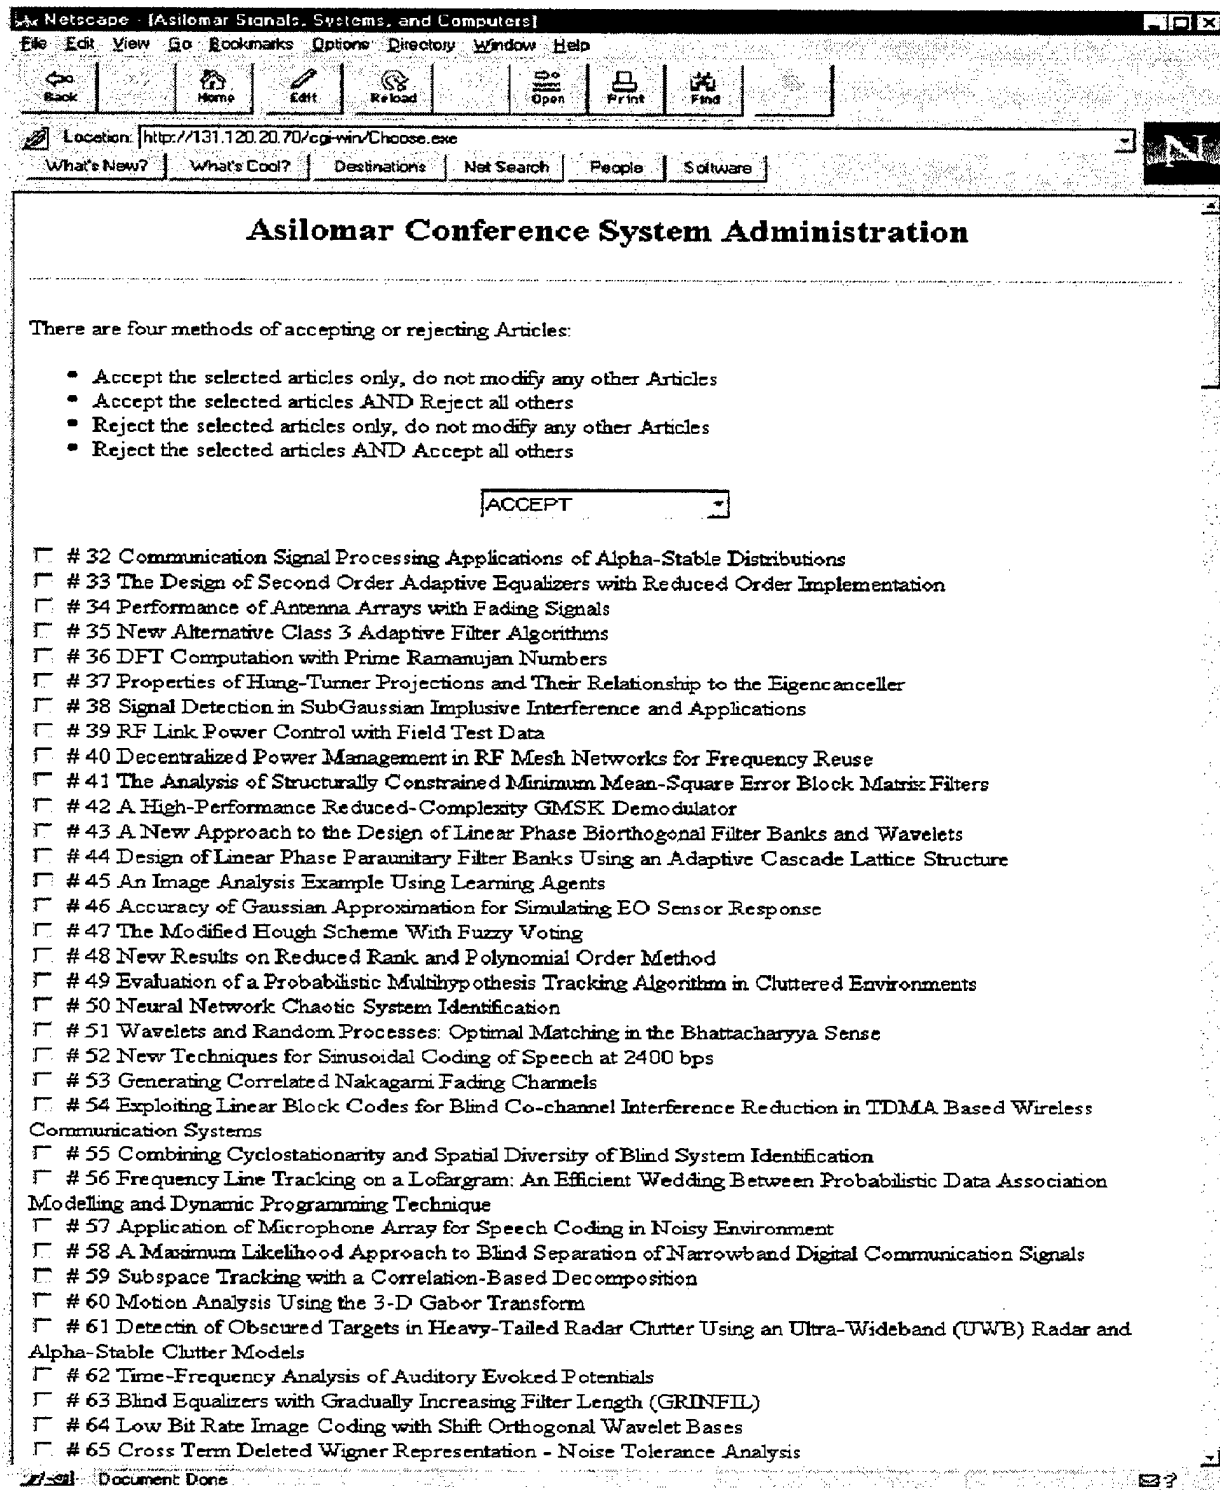 Netscape - [Asilomar Signals, Systems, and Computers]
File Edit View Go Bookmarks Options Directory Window Help
Back Home Edit Reload Open Print Find
Location: http://131.120.20.70/cgi-win/Choose.exe
What's New? What's Cool? Destinations Net Search People Software
N
Asilomar Conference System Administration
There are four methods of accepting or rejecting Articles:
Accept the selected articles only, do not modify any other Articles
Accept the selected articles AND Reject all others
Reject the selected articles only, do not modify any other Articles
Reject the selected articles AND Accept all others
ACCEPT
# 32 Communication Signal Processing Applications of Alpha-Stable Distributions
# 33 The Design of Second Order Adaptive Equalizers with Reduced Order Implementation
# 34 Performance of Antenna Arrays with Fading Signals
# 35 New Alternative Class 3 Adaptive Filter Algorithms
# 36 DFT Computation with Prime Ramanujan Numbers
# 37 Properties of Hung-Turner Projections and Their Relationship to the Eigencanceller
# 38 Signal Detection in SubGaussian Implusive Interference and Applications
# 39 RF Link Power Control with Field Test Data
# 40 Decentralized Power Management in RF Mesh Networks for Frequency Reuse
# 41 The Analysis of Structurally Constrained Minimum Mean-Square Error Block Matrix Filters
# 42 A High-Performance Reduced-Complexity GMSK Demodulator
# 43 A New Approach to the Design of Linear Phase Biorthogonal Filter Banks and Wavelets
# 44 Design of Linear Phase Paraunitary Filter Banks Using an Adaptive Cascade Lattice Structure
# 45 An Image Analysis Example Using Learning Agents
# 46 Accuracy of Gaussian Approximation for Simulating EO Sensor Response
# 47 The Modified Hough Scheme With Fuzzy Voting
# 48 New Results on Reduced Rank and Polynomial Order Method
# 49 Evaluation of a Probabilistic Multihypothesis Tracking Algorithm in Cluttered Environments
# 50 Neural Network Chaotic System Identification
# 51 Wavelets and Random Processes: Optimal Matching in the Bhattacharyya Sense
# 52 New Techniques for Sinusoidal Coding of Speech at 2400 bps
# 53 Generating Correlated Nakagami Fading Channels
# 54 Exploiting Linear Block Codes for Blind Co-channel Interference Reduction in TDMA Based Wireless
Communication Systems
# 55 Combining Cyclostationarity and Spatial Diversity of Blind System Identification
# 56 Frequency Line Tracking on a Lofargram: An Efficient Wedding Between Probabilistic Data Association
Modelling and Dynamic Programming Technique
# 57 Application of Microphone Array for Speech Coding in Noisy Environment
# 58 A Maximum Likelihood Approach to Blind Separation of Narrowband Digital Communication Signals
# 59 Subspace Tracking with a Correlation-Based Decomposition
# 60 Motion Analysis Using the 3-D Gabor Transform
# 61 Detectin of Obscured Targets in Heavy-Tailed Radar Clutter Using an Ultra-Wideband (UWB) Radar and
Alpha-Stable Clutter Models
# 62 Time-Frequency Analysis of Auditory Evoked Potentials
# 63 Blind Equalizers with Gradually Increasing Filter Length (GRINFIL)
# 64 Low Bit Rate Image Coding with Shift Orthogonal Wavelet Bases
# 65 Cross Term Deleted Wigner Representation - Noise Tolerance Analysis
Document Done